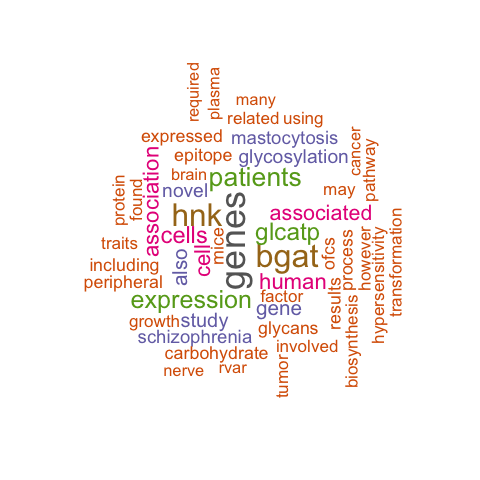 required
plasma
many
related using
expressed
mastocytosis
cancer
epitope
glycosylation
pathway
association
brain
patients
protein
found
novel
may
hnk
genes
associated
traits
cells
mice
glcatp
ofcs
process
however
hypersensitivity
transformation
including
also
cell
bgat
peripheral
human
expression
factor
gene
results
biosynthesis
growth
study
glycans
schizophrenia
involved
carbohydrate
tumor
nerve
rvar